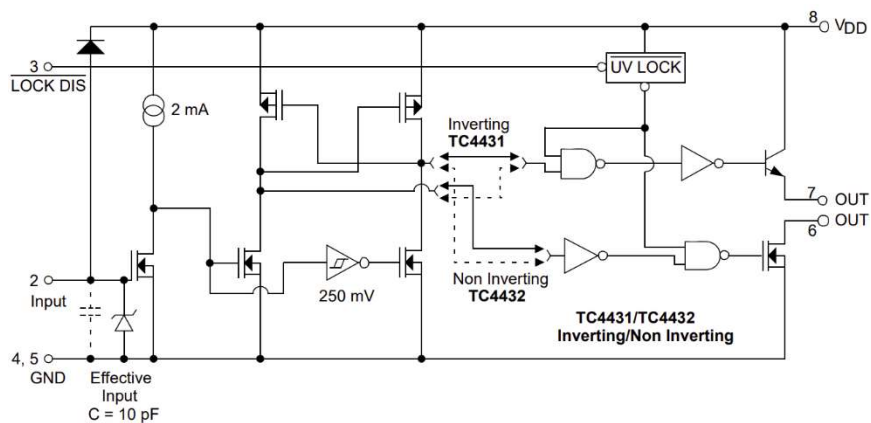 8 VDD
3
LOCK DIS
UV LOCK
2 mA
Inverting
TC4431
7 OUT
OUT
6
2
Input
250 mV
Non Inverting
TC4432
TC4431/TC4432
Inverting/Non Inverting
4, 5
GND
Effective
Input
C = 10 pF